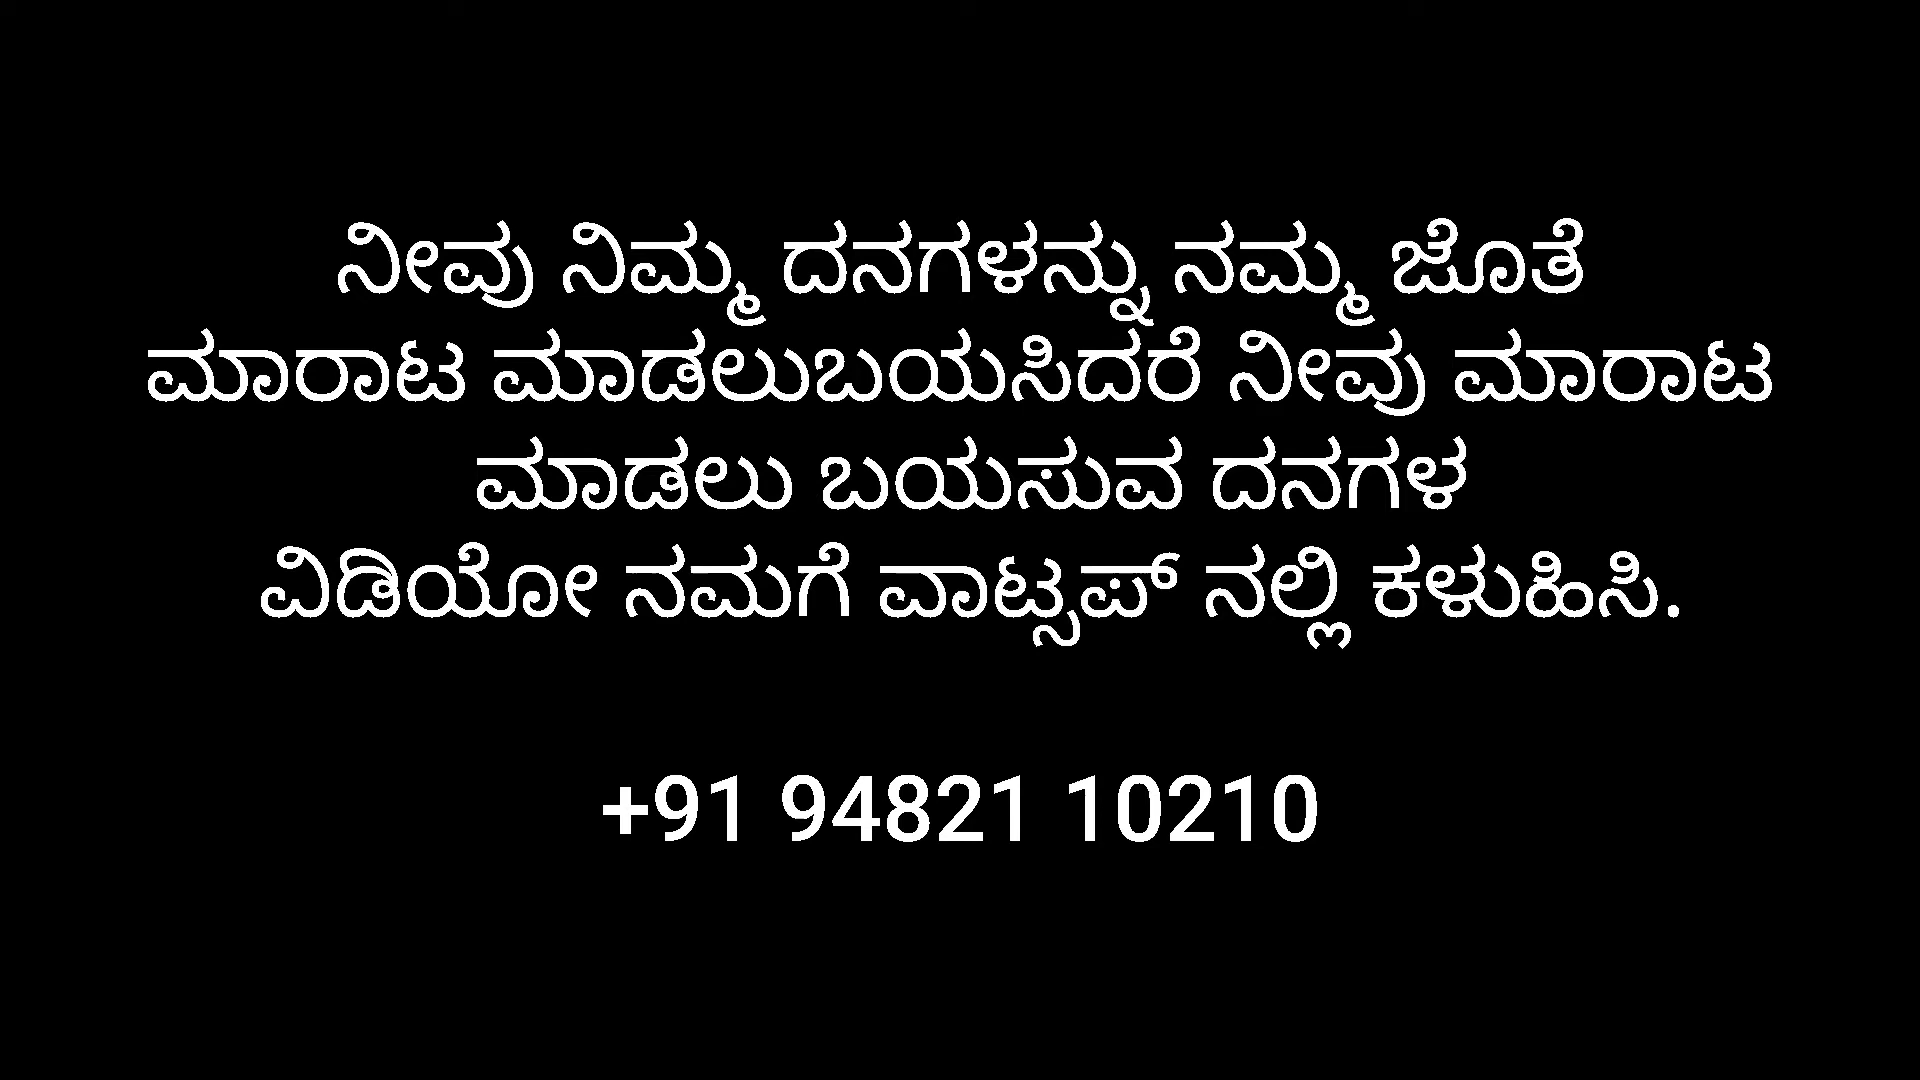 ನೀವು ನಿಮ್ಮ ದನಗಳನ್ನು ನಮ್ಮ ಜೊತೆ
ಮಾರಾಟ ಮಾಡಲುಬಯಸಿದರೆ ನೀವು ಮಾರಾಟ
ಮಾಡಲು ಬಯಸುವ ದನಗಳ
ವಿಡಿಯೋ ನಮಗೆ ವಾಟ್ಸಪ್ ನಲ್ಲಿ ಕಳುಹಿಸಿ.
+91 94821 10210